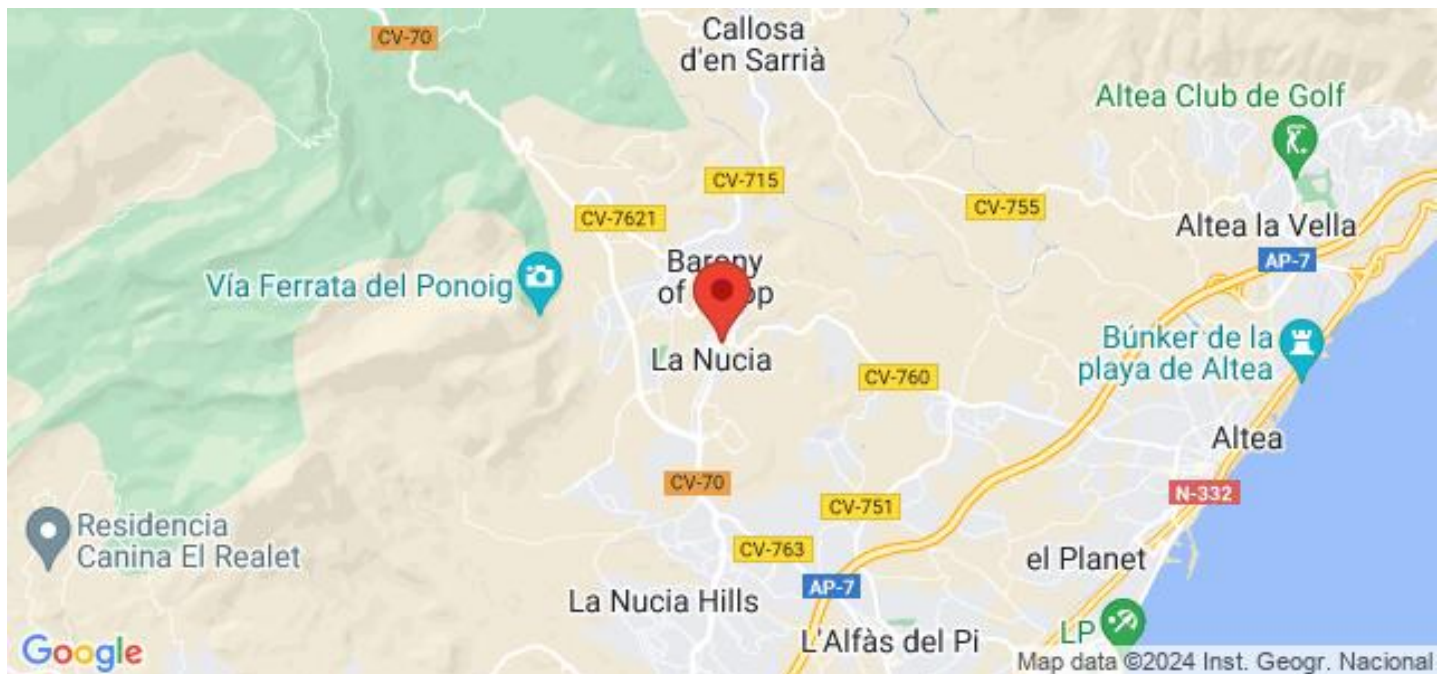 CV-70
Callosa
d'en Sarrià
Altea Club de Golf
CV-715
CV-7621
CV-755
Altea la Vella
AP-7
Barony
of
Vía Ferrata del Ponoig
La Nucia
Búnker de la
playa de Altea
CV-760
Altea
CV-70
N-332
CV-751
Residencia
Canina El Realet
CV-763
el Planet
AP-7
La Nucia Hills
L'Alfàs del Pi
LP
Google
Map data ©2024 Inst. Geogr. Nacional